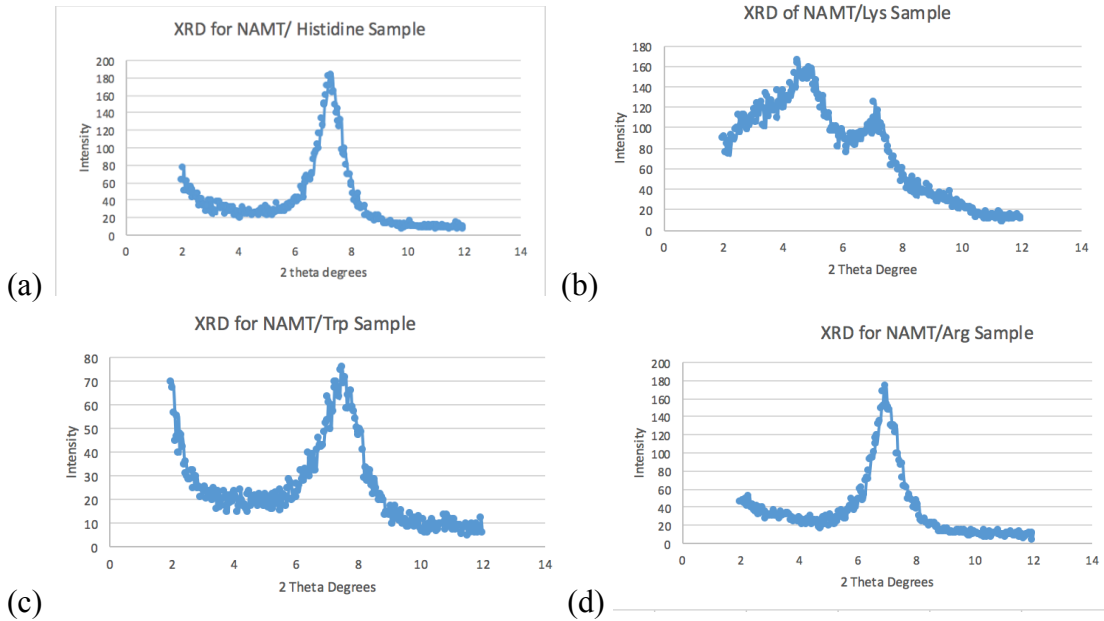 XRD for NAMT/ Histidine Sample
200
180
160
140
120
100
80
60
40
20
0
Intensity
0 2 4 6 8 10 12 14
2 theta degrees
(a)
XRD of NAMT/Lys Sample
180
160
140
120
100
80
60
40
20
0
Intensity
0 2 4 6 8 10 12 14
2 Theta Degree
(b)
XRD for NAMT/Trp Sample
80
70
60
50
40
30
20
10
0
Intensity
0 2 4 6 8 10 12 14
2 Theta Degrees
(c)
XRD for NAMT/Arg Sample
200
180
160
140
120
100
80
60
40
20
0
Intensity
0 2 4 6 8 10 12 14
2 Theta Degrees
(d)